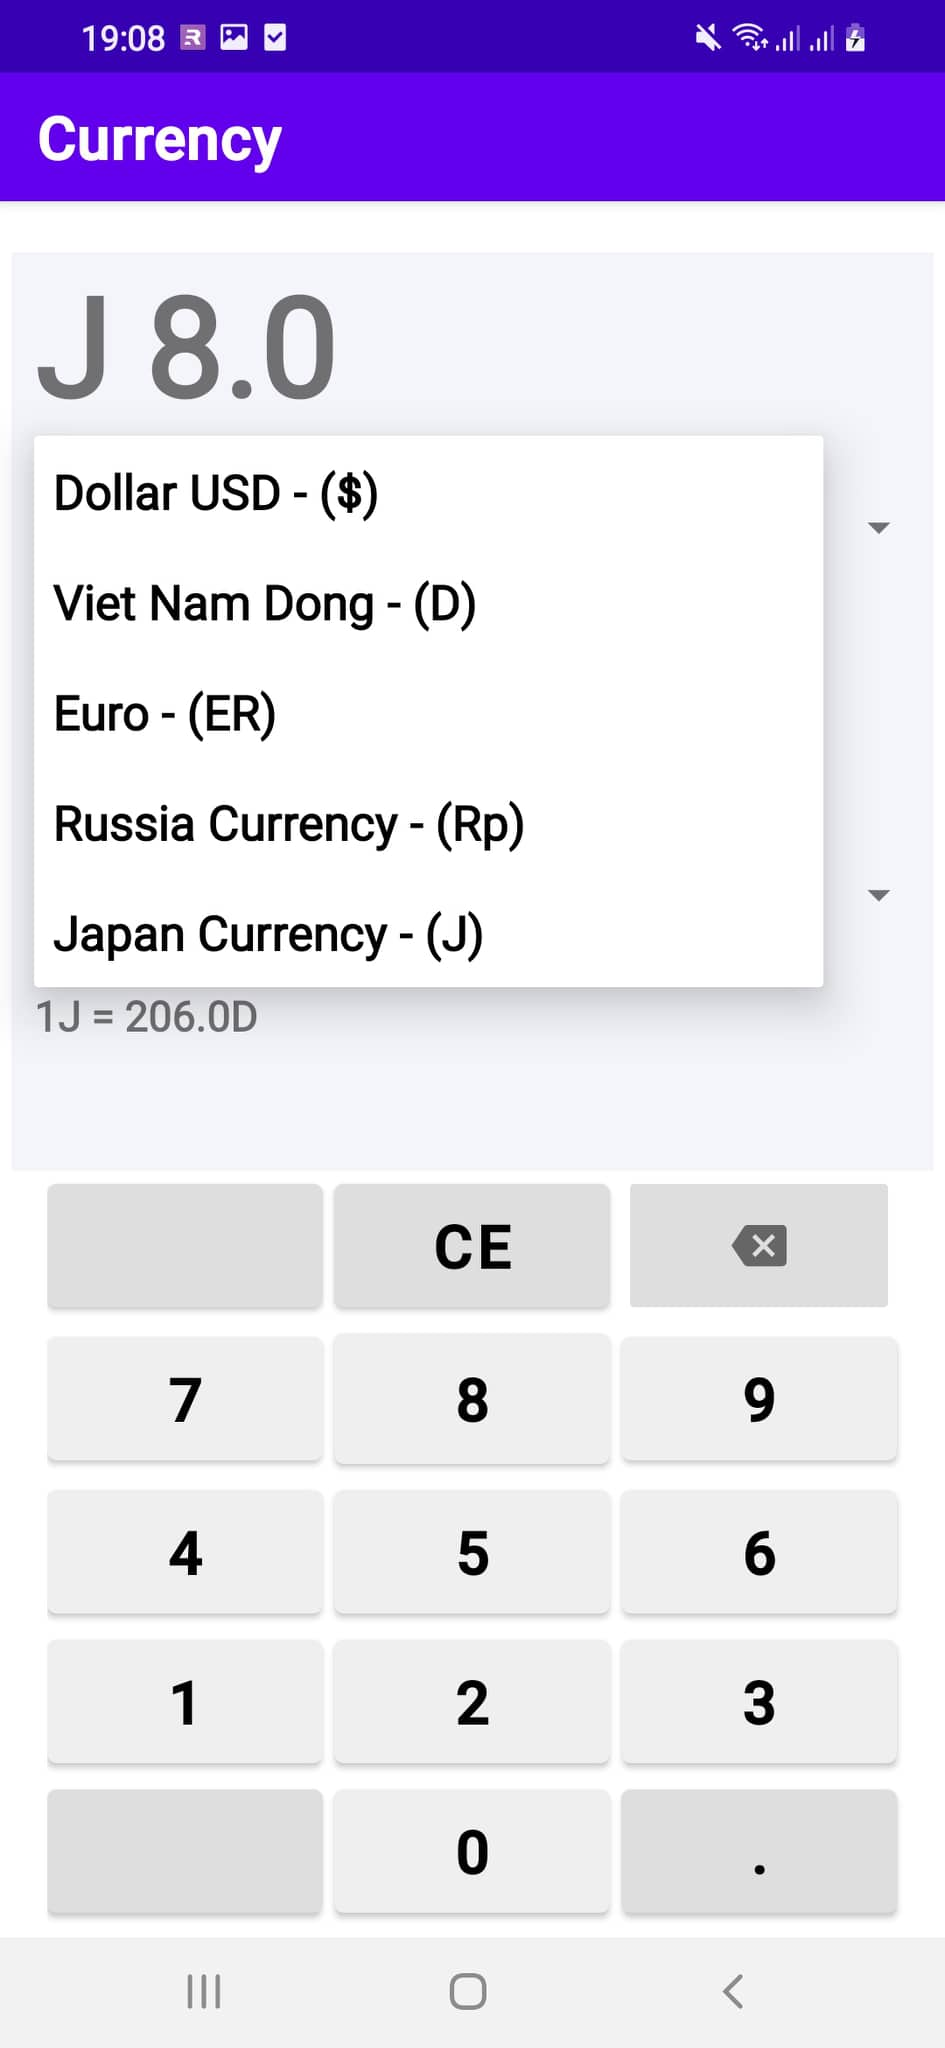 19:08
Currency
J 8.0
Dollar USD - ($)
Viet Nam Dong - (D)
Euro - (ER)
Russia Currency - (Rp)
Japan Currency - (J)
1J = 206.0D
CE
7 8 9
4 5 6
1 2 3
0 .